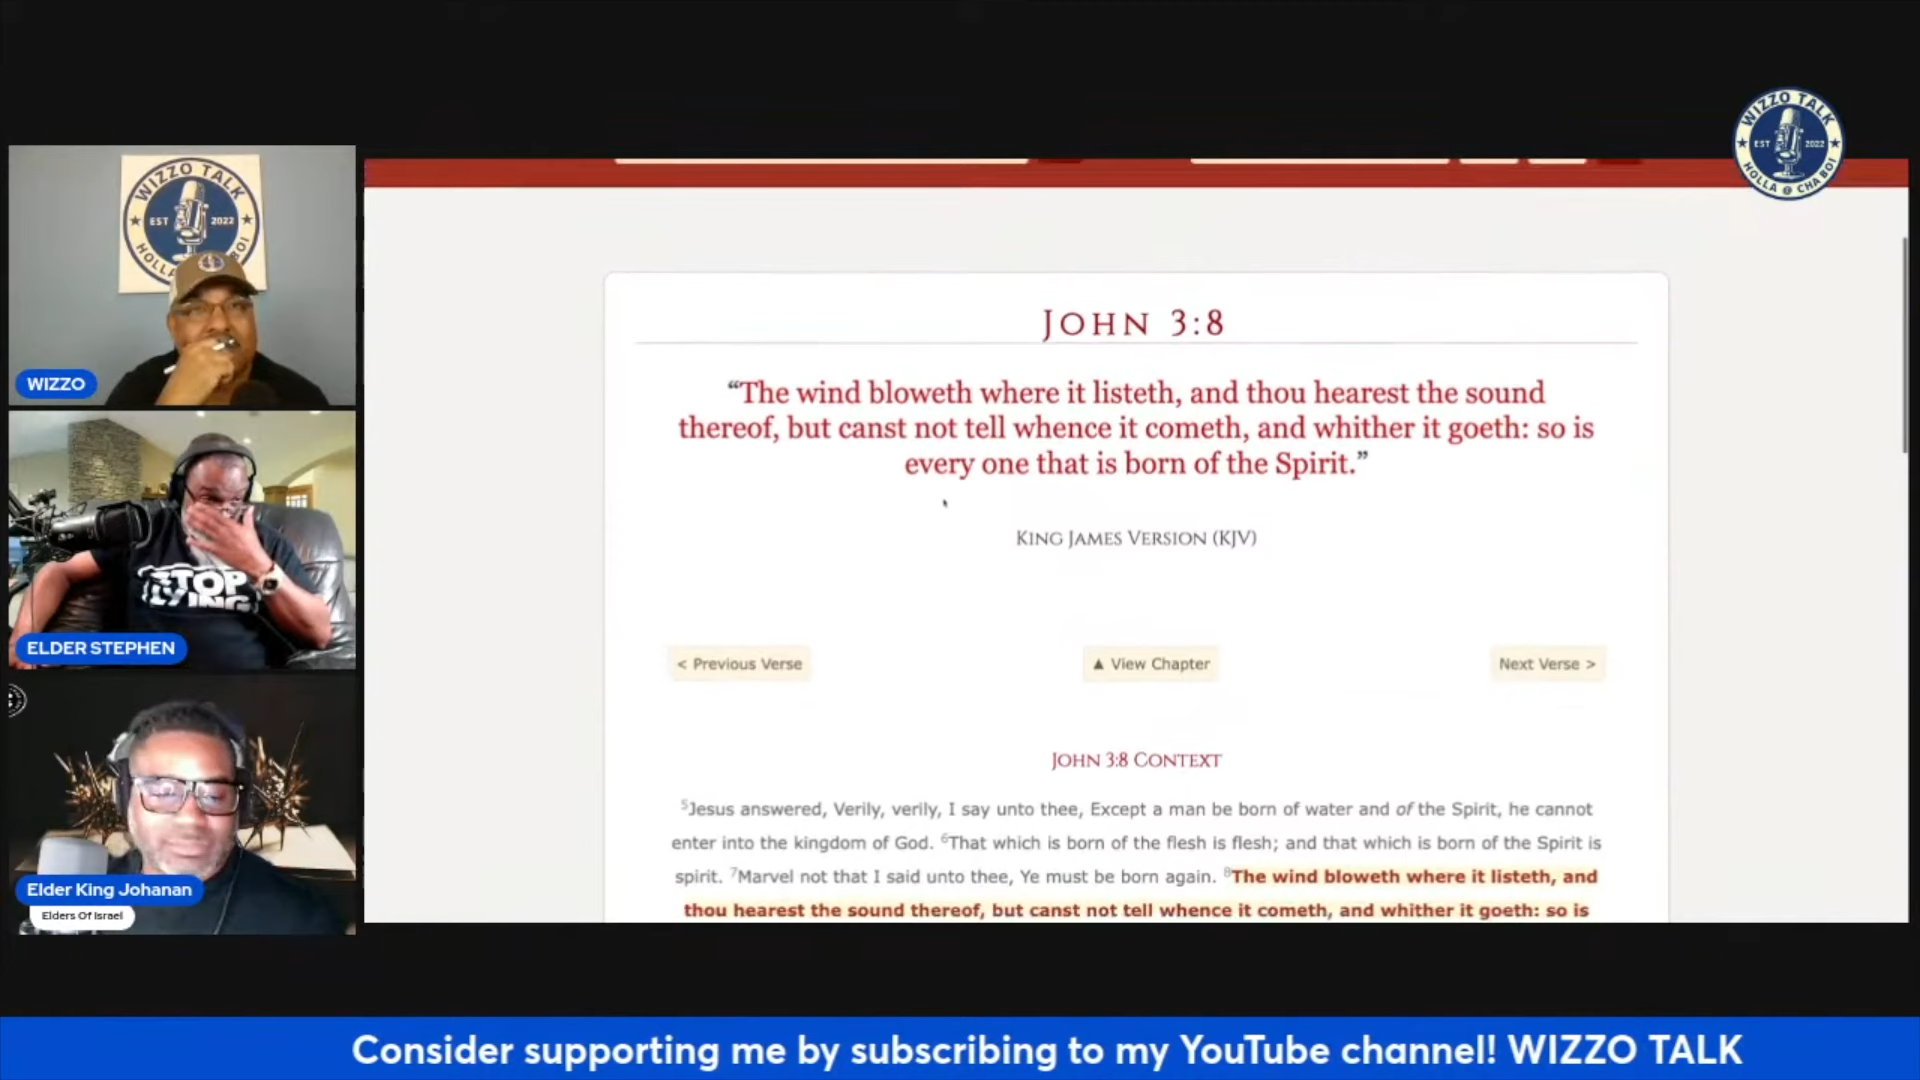 WIZZO TALK
EST 2022
HOLLA @ CHA BOI
WIZZO TALK
EST 2022
HOLLA BOI
WIZZO
STOP
LYING
ELDER STEPHEN
Elder King Johanan
Elders Of Israel
JOHN 3:8
“The wind bloweth where it listeth, and thou hearest the sound
thereof, but canst not tell whence it cometh, and whither it goeth: so is
every one that is born of the Spirit.”
KING JAMES VERSION (KJV)
< Previous Verse
▲ View Chapter
Next Verse >
JOHN 3:8 CONTEXT
5Jesus answered, Verily, verily, I say unto thee, Except a man be born of water and of the Spirit, he cannot
enter into the kingdom of God. 6That which is born of the flesh is flesh; and that which is born of the Spirit is
spirit. 7Marvel not that I said unto thee, Ye must be born again. 8The wind bloweth where it listeth, and
thou hearest the sound thereof, but canst not tell whence it cometh, and whither it goeth: so is
Consider supporting me by subscribing to my YouTube channel! WIZZO TALK